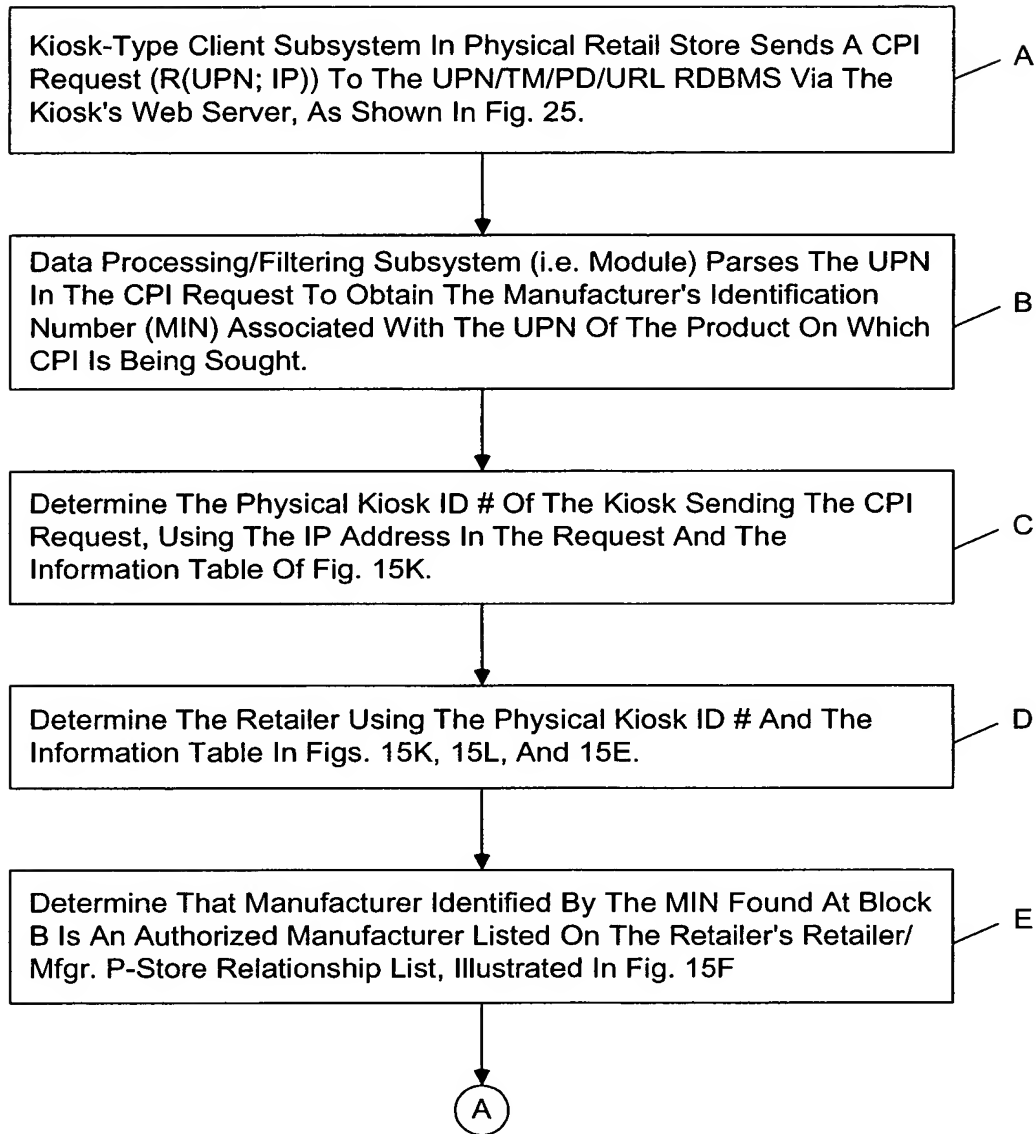 Kiosk-Type Client Subsystem In Physical Retail Store Sends A CPI
Request (R(UPN; IP)) To The UPN/TM/PD/URL RDBMS Via The
Kiosk's Web Server, As Shown In Fig. 25.
A
Data Processing/Filtering Subsystem (i.e. Module) Parses The UPN
In The CPI Request To Obtain The Manufacturer's Identification
Number (MIN) Associated With The UPN Of The Product On Which
CPI Is Being Sought.
B
Determine The Physical Kiosk ID # Of The Kiosk Sending The CPI
Request, Using The IP Address In The Request And The
Information Table Of Fig. 15K.
C
Determine The Retailer Using The Physical Kiosk ID # And The
Information Table In Figs. 15K, 15L, And 15E.
D
Determine That Manufacturer Identified By The MIN Found At Block
B Is An Authorized Manufacturer Listed On The Retailer's Retailer/
Mfgr. P-Store Relationship List, Illustrated In Fig. 15F
E
A